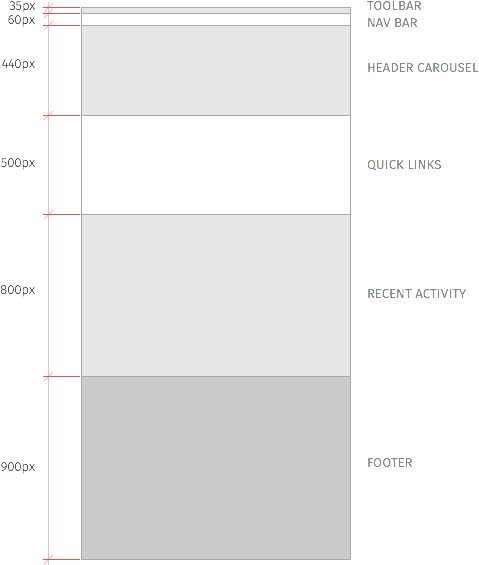 35px TOOLBAR
60px NAV BAR
440px HEADER CAROUSEL
500px QUICK LINKS
800px RECENT ACTIVITY
900px FOOTER